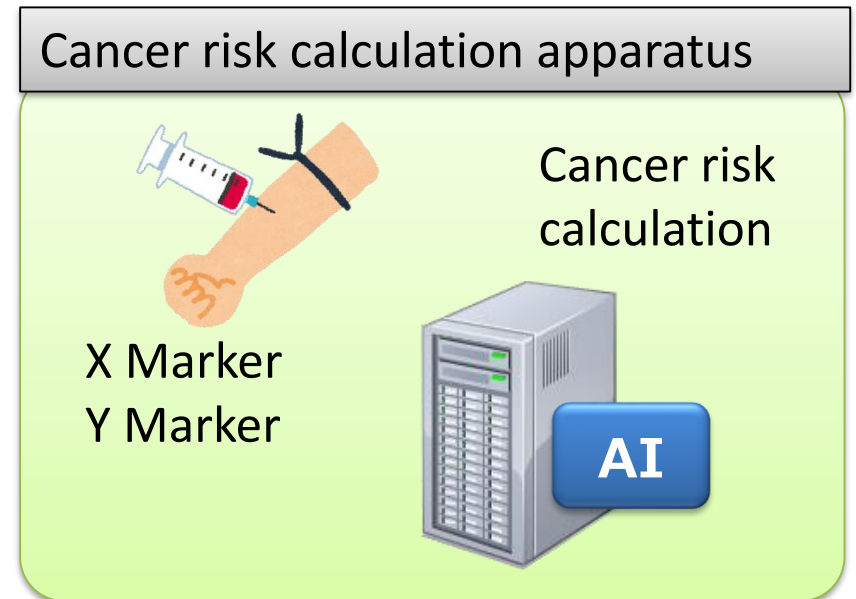 Cancer risk calculation apparatus
Cancer risk
calculation
X Marker
Y Marker
AI